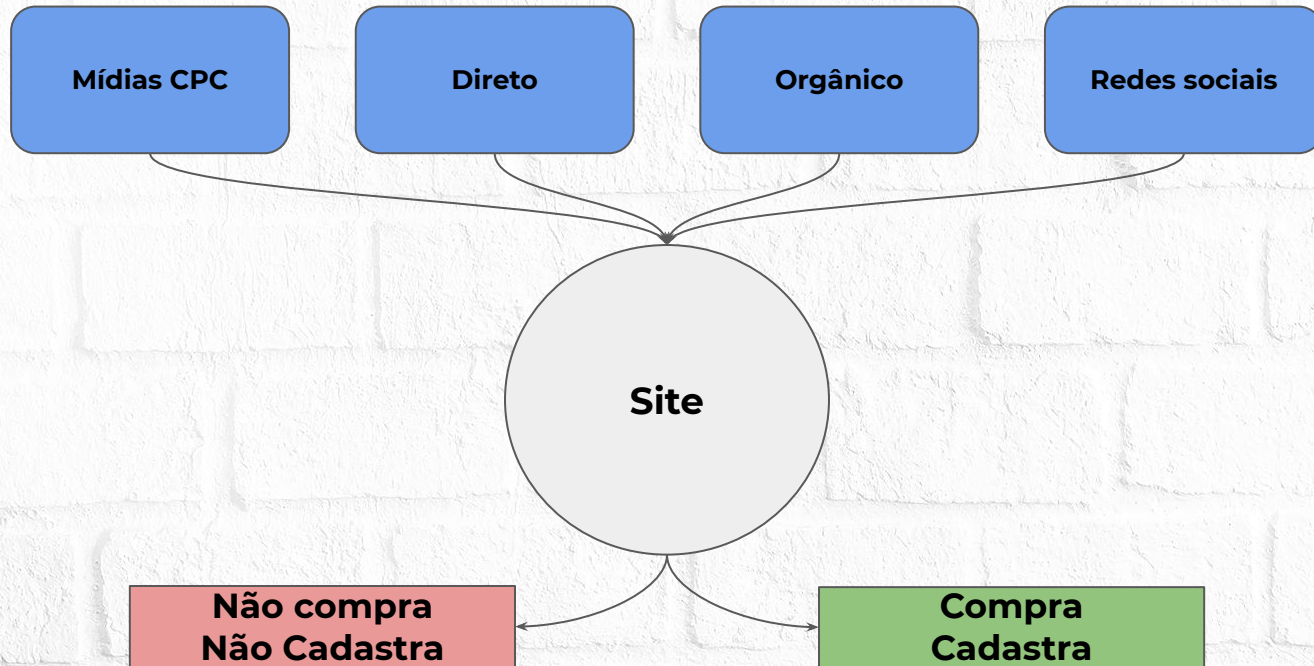 Mídias CPC
Direto
Orgânico
Redes sociais
Site
Não compra
Não Cadastra
Compra
Cadastra